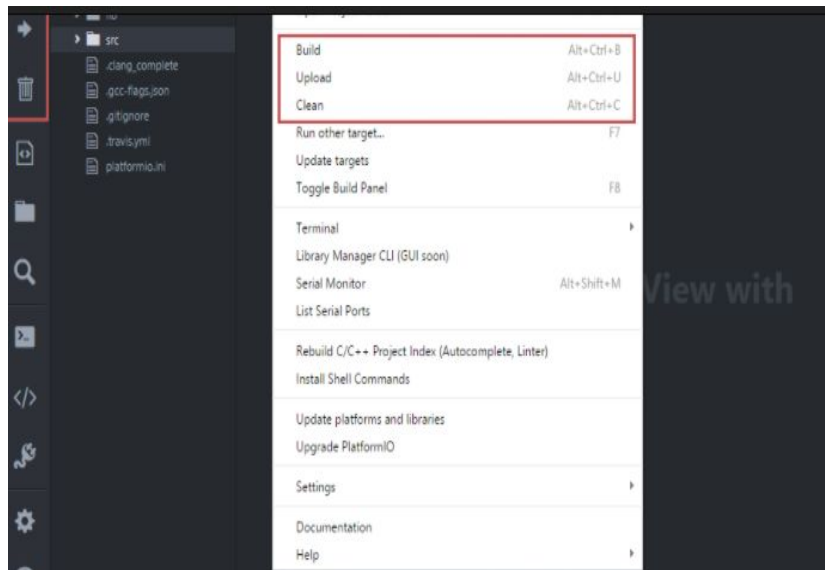 lib
src
.clang_complete
.gcc-flags.json
.gitignore
.travis.yml
platformio.ini
Build Alt+Ctrl+B
Upload Alt+Ctrl+U
Clean Alt+Ctrl+C
Run other target... F7
Update targets
Toggle Build Panel F8
Terminal
Library Manager CLI (GUI soon)
Serial Monitor Alt+Shift+M
List Serial Ports
Rebuild C/C++ Project Index (Autocomplete, Linter)
Install Shell Commands
Update platforms and libraries
Upgrade PlatformIO
Settings
Documentation
Help
View with